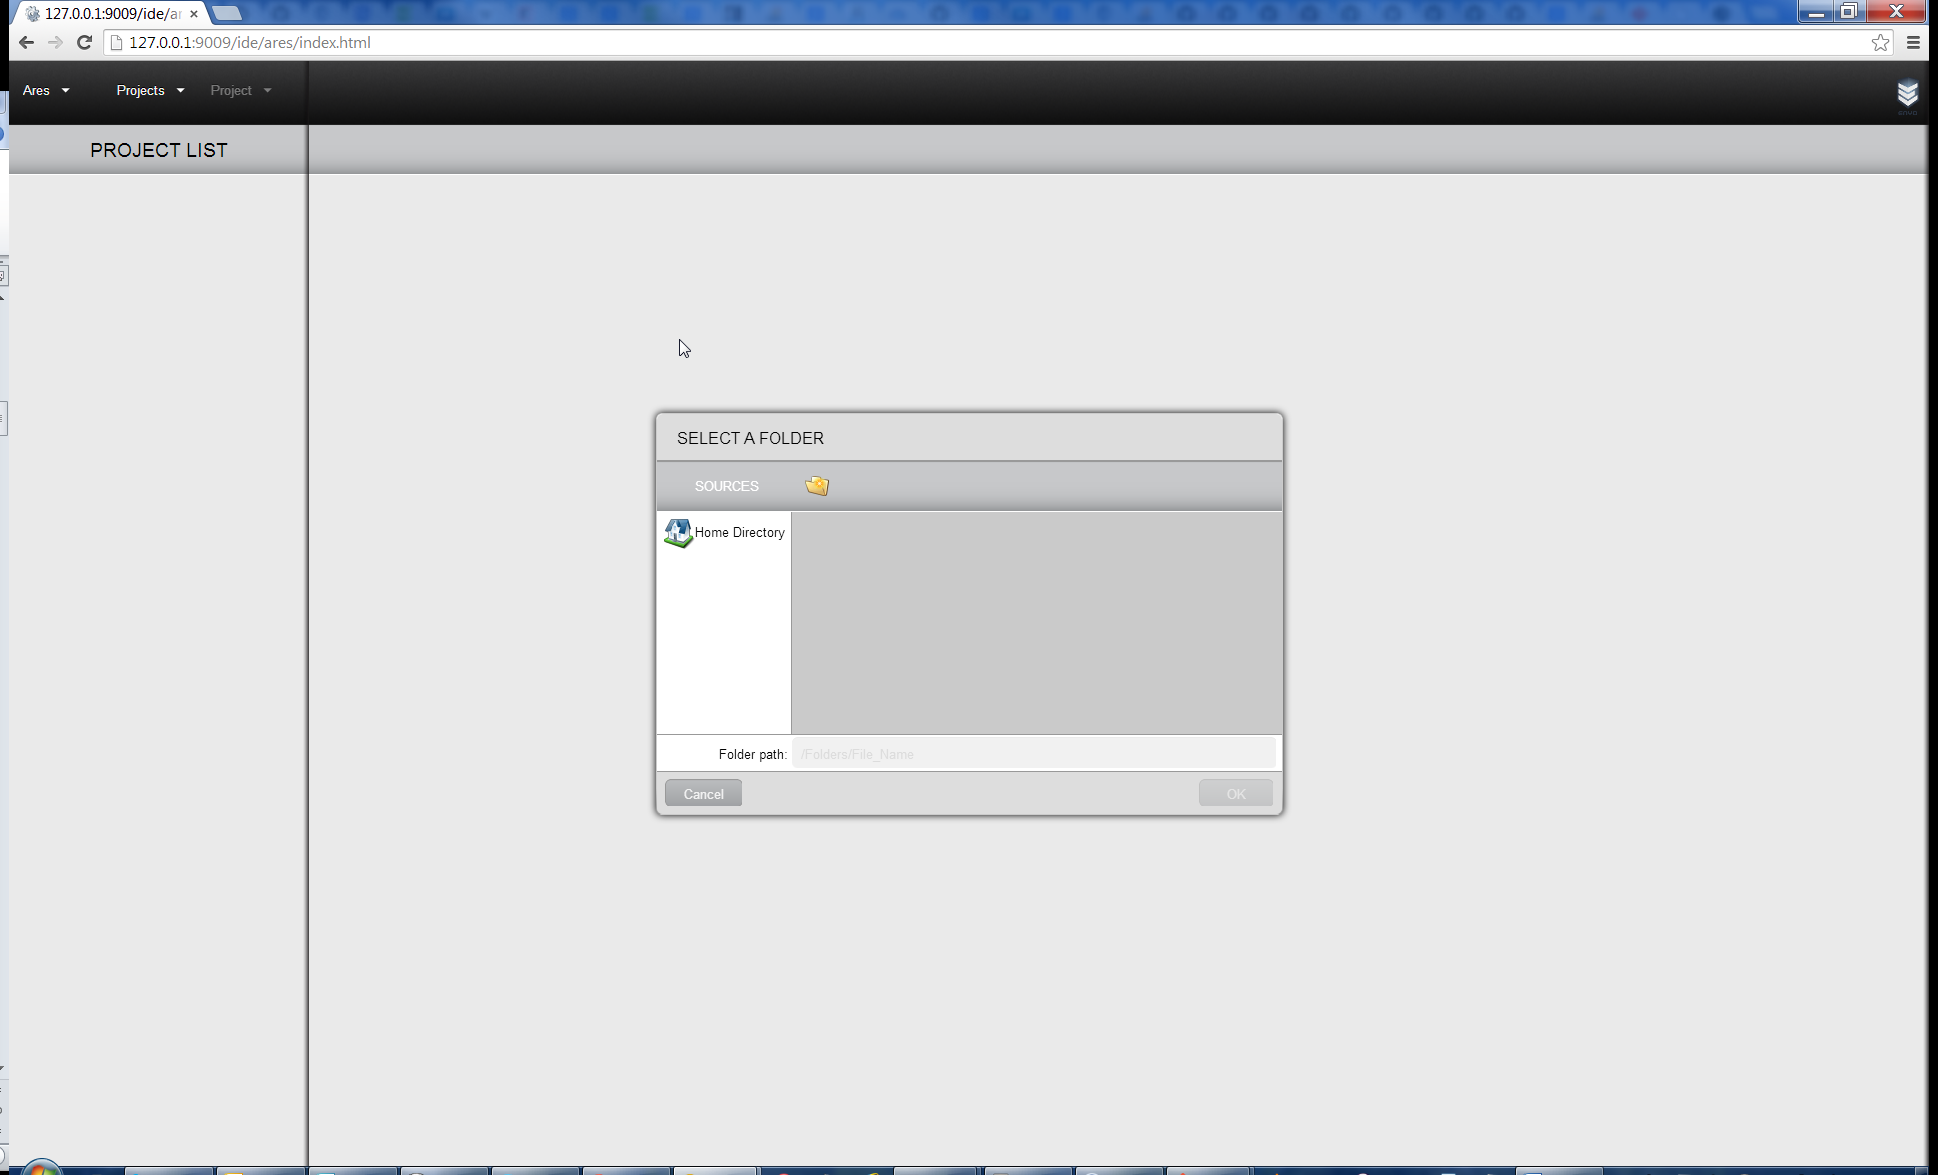 127.0.0.1:9009/ide/ar
127.0.0.1:9009/ide/ares/index.html
Ares Projects Project
PROJECT LIST
SELECT A FOLDER
SOURCES
Home Directory
Folder path: /Folders/File_Name
Cancel OK